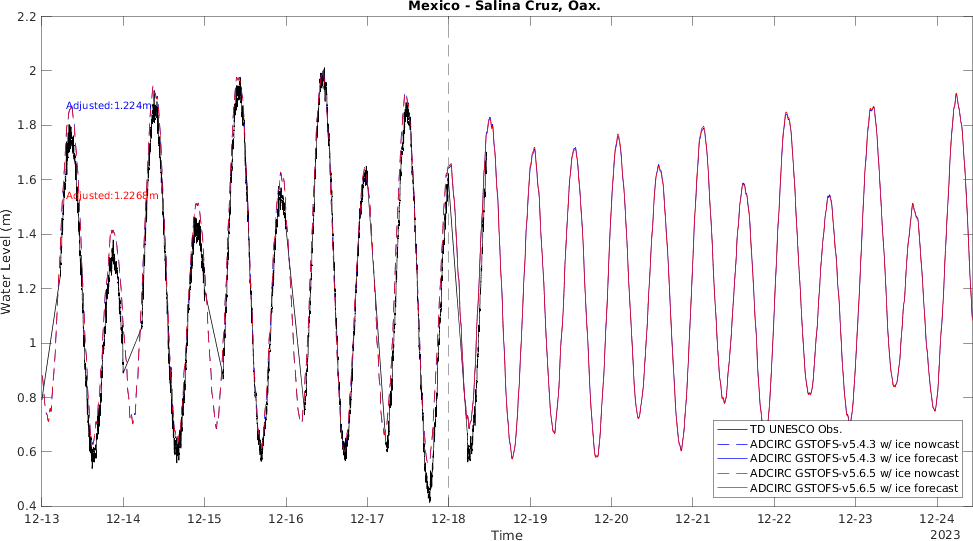 Mexico - Salina Cruz, Oax.
2.2
2
1.8
1.6
1.4
1.2
1
0.8
0.6
0.4
Water Level (m)
Adjusted:1.224m
Adjusted:1.2268m
TD UNESCO Obs.
ADCIRC GSTOFS-v5.4.3 w/ ice nowcast
ADCIRC GSTOFS-v5.4.3 w/ ice forecast
ADCIRC GSTOFS-v5.6.5 w/ ice nowcast
ADCIRC GSTOFS-v5.6.5 w/ ice forecast
12-13 12-14 12-15 12-16 12-17 12-18 12-19 12-20 12-21 12-22 12-23 12-24
Time
2023